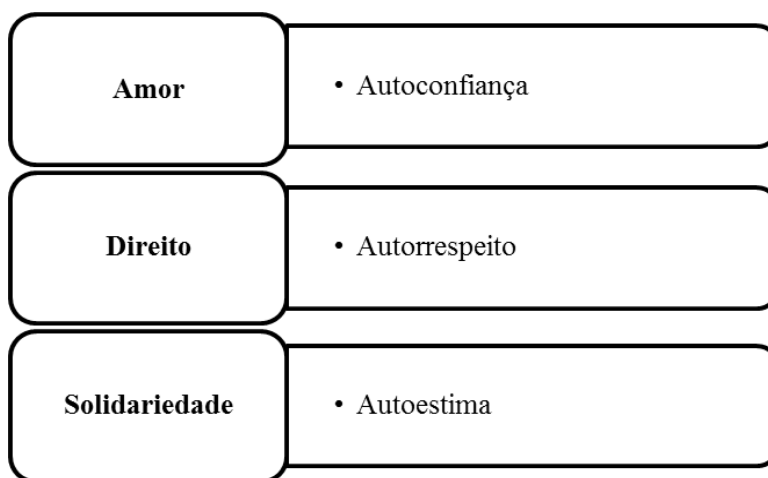 Amor
• Autoconfiança
Direito
• Autorrespeito
Solidariedade
• Autoestima